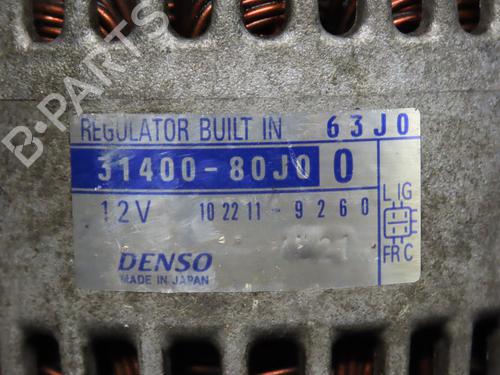 B-PARTS
REGULATOR BUILT IN 63J0
31400-80J0 0
12V 102211-9260
L IG
FR C
DENSO
MADE IN JAPAN